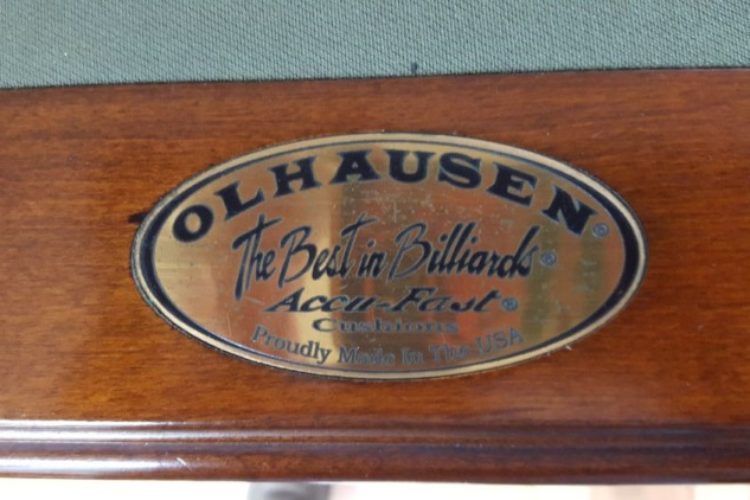 OLHAUSEN®
The Best in Billiards®
Accu-Fast®
Cushions
Proudly Made In The USA